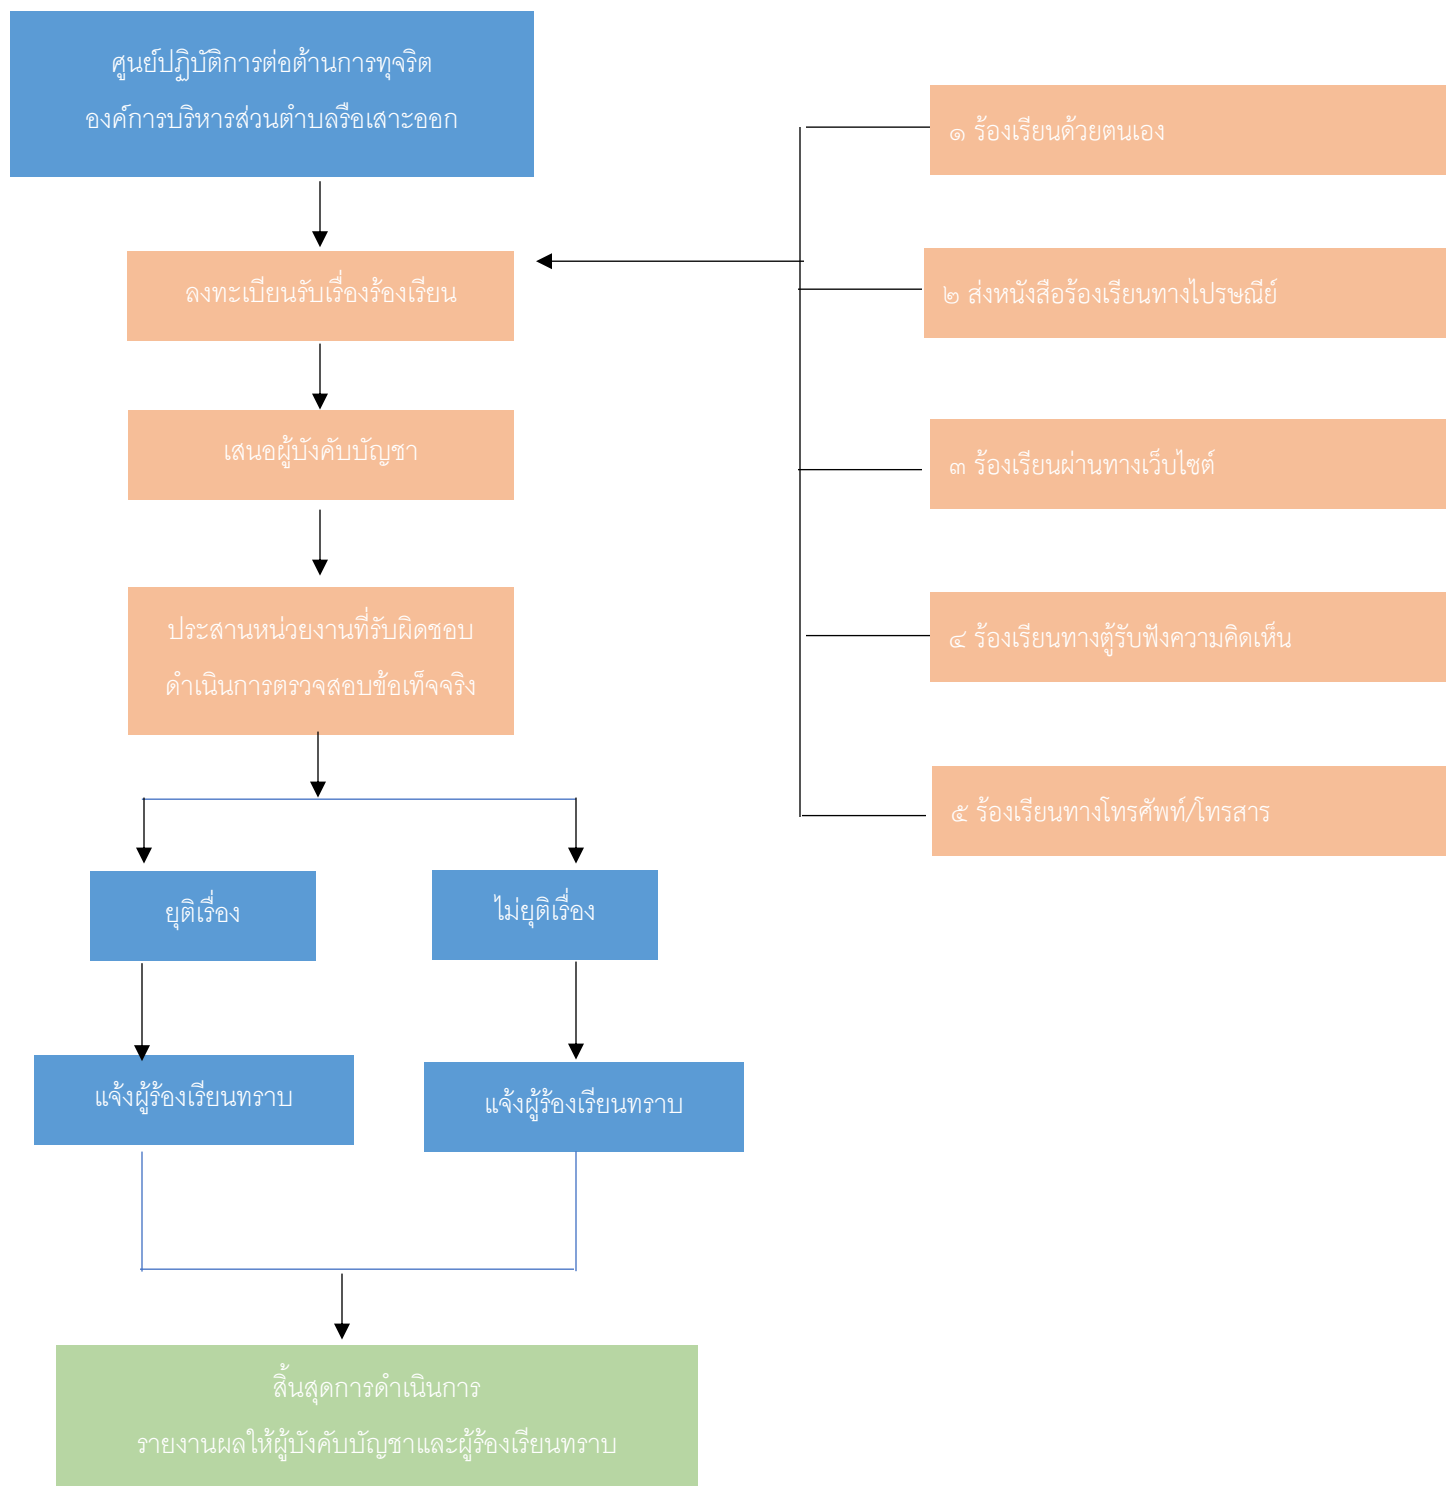 ศูนย์ปฏิบัติการต่อต้านการทุจริต
องค์การบริหารส่วนตำบลรือเสาะออก
ลงทะเบียนรับเรื่องร้องเรียน
เสนอผู้บังคับบัญชา
ประสานหน่วยงานที่รับผิดชอบ
ดำเนินการตรวจสอบข้อเท็จจริง
ยุติเรื่อง
ไม่ยุติเรื่อง
แจ้งผู้ร้องเรียนทราบ
แจ้งผู้ร้องเรียนทราบ
สิ้นสุดการดำเนินการ
รายงานผลให้ผู้บังคับบัญชาและผู้ร้องเรียนทราบ
๑ ร้องเรียนด้วยตนเอง
๒ ส่งหนังสือร้องเรียนทางไปรษณีย์
๓ ร้องเรียนผ่านทางเว็บไซต์
๔ ร้องเรียนทางตู้รับฟังความคิดเห็น
๕ ร้องเรียนทางโทรศัพท์/โทรสาร